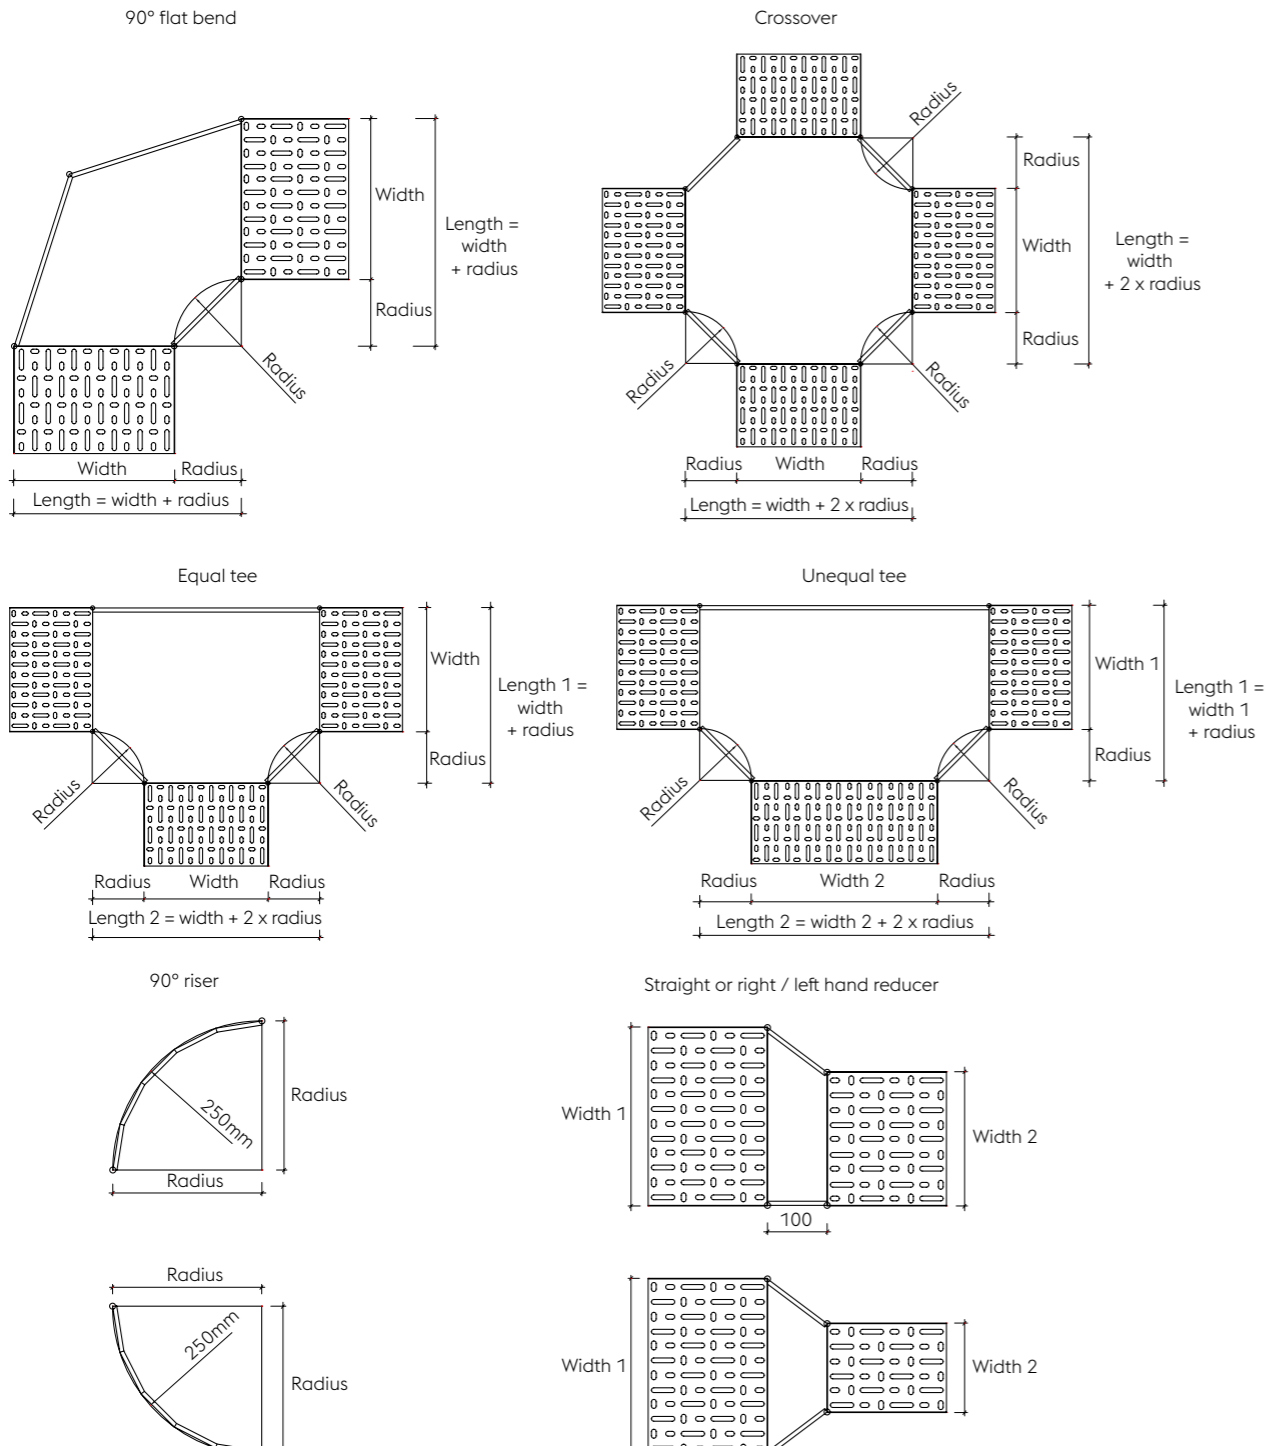 90° flat bend
Width
Length =
width
+ radius
Radius
Radius
Width
Radius
Length = width + radius
Crossover
Radius
Radius
Width
Length =
width
+ 2 x radius
Radius
Radius
Radius
Radius
Width
Radius
Length = width + 2 x radius
Equal tee
Width
Length 1 =
width
+ radius
Radius
Radius
Radius
Radius
Width
Radius
Length 2 = width + 2 x radius
Unequal tee
Width 1
Length 1 =
width 1
+ radius
Radius
Radius
Radius
Radius
Width 2
Radius
Length 2 = width 2 + 2 x radius
90° riser
Radius
250mm
Radius
Radius
250mm
Radius
Straight or right / left hand reducer
Width 1
Width 2
100
Width 1
Width 2